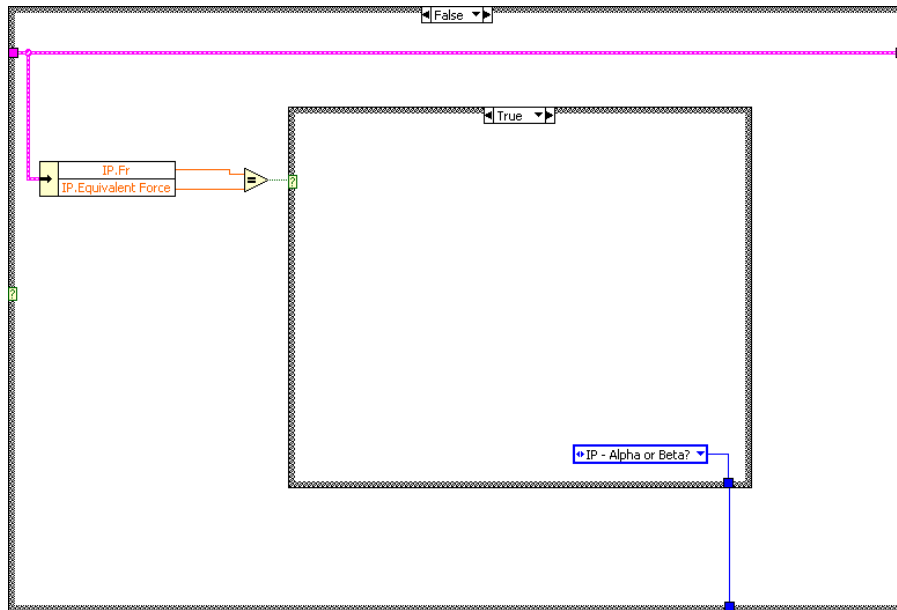 False
True
IP.Fr
IP.Equivalent Force
=
?
?
IP - Alpha or Beta?